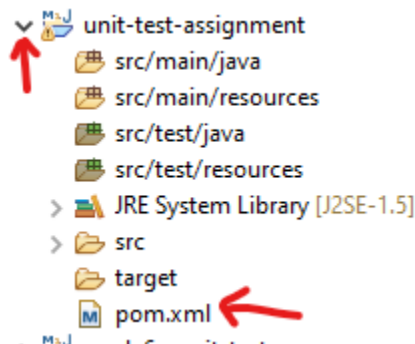 unit-test-assignment
src/main/java
src/main/resources
src/test/java
src/test/resources
JRE System Library [J2SE-1.5]
src
target
pom.xml